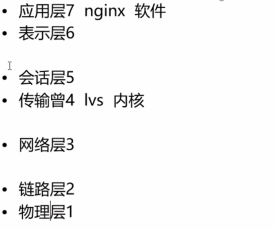 • 应用层7 nginx 软件
• 表示层6
• 会话层5
• 传输曾4 lvs 内核
• 网络层3
• 链路层2
• 物理层1